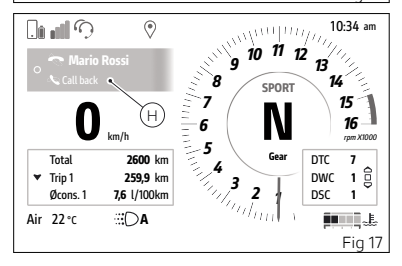 10:34 am
Mario Rossi
Call back
H
0 km/h
Total 2600 km
Trip 1 259,9 km
Øcons. 1 7,6 l/100km
Air 22 °C
A
1
2
3
4
5
6
7
8
9
10
11
12
13
14
15
16
rpm X1000
SPORT
N
Gear
DTC 7
DWC 1
DSC 1
Fig 17